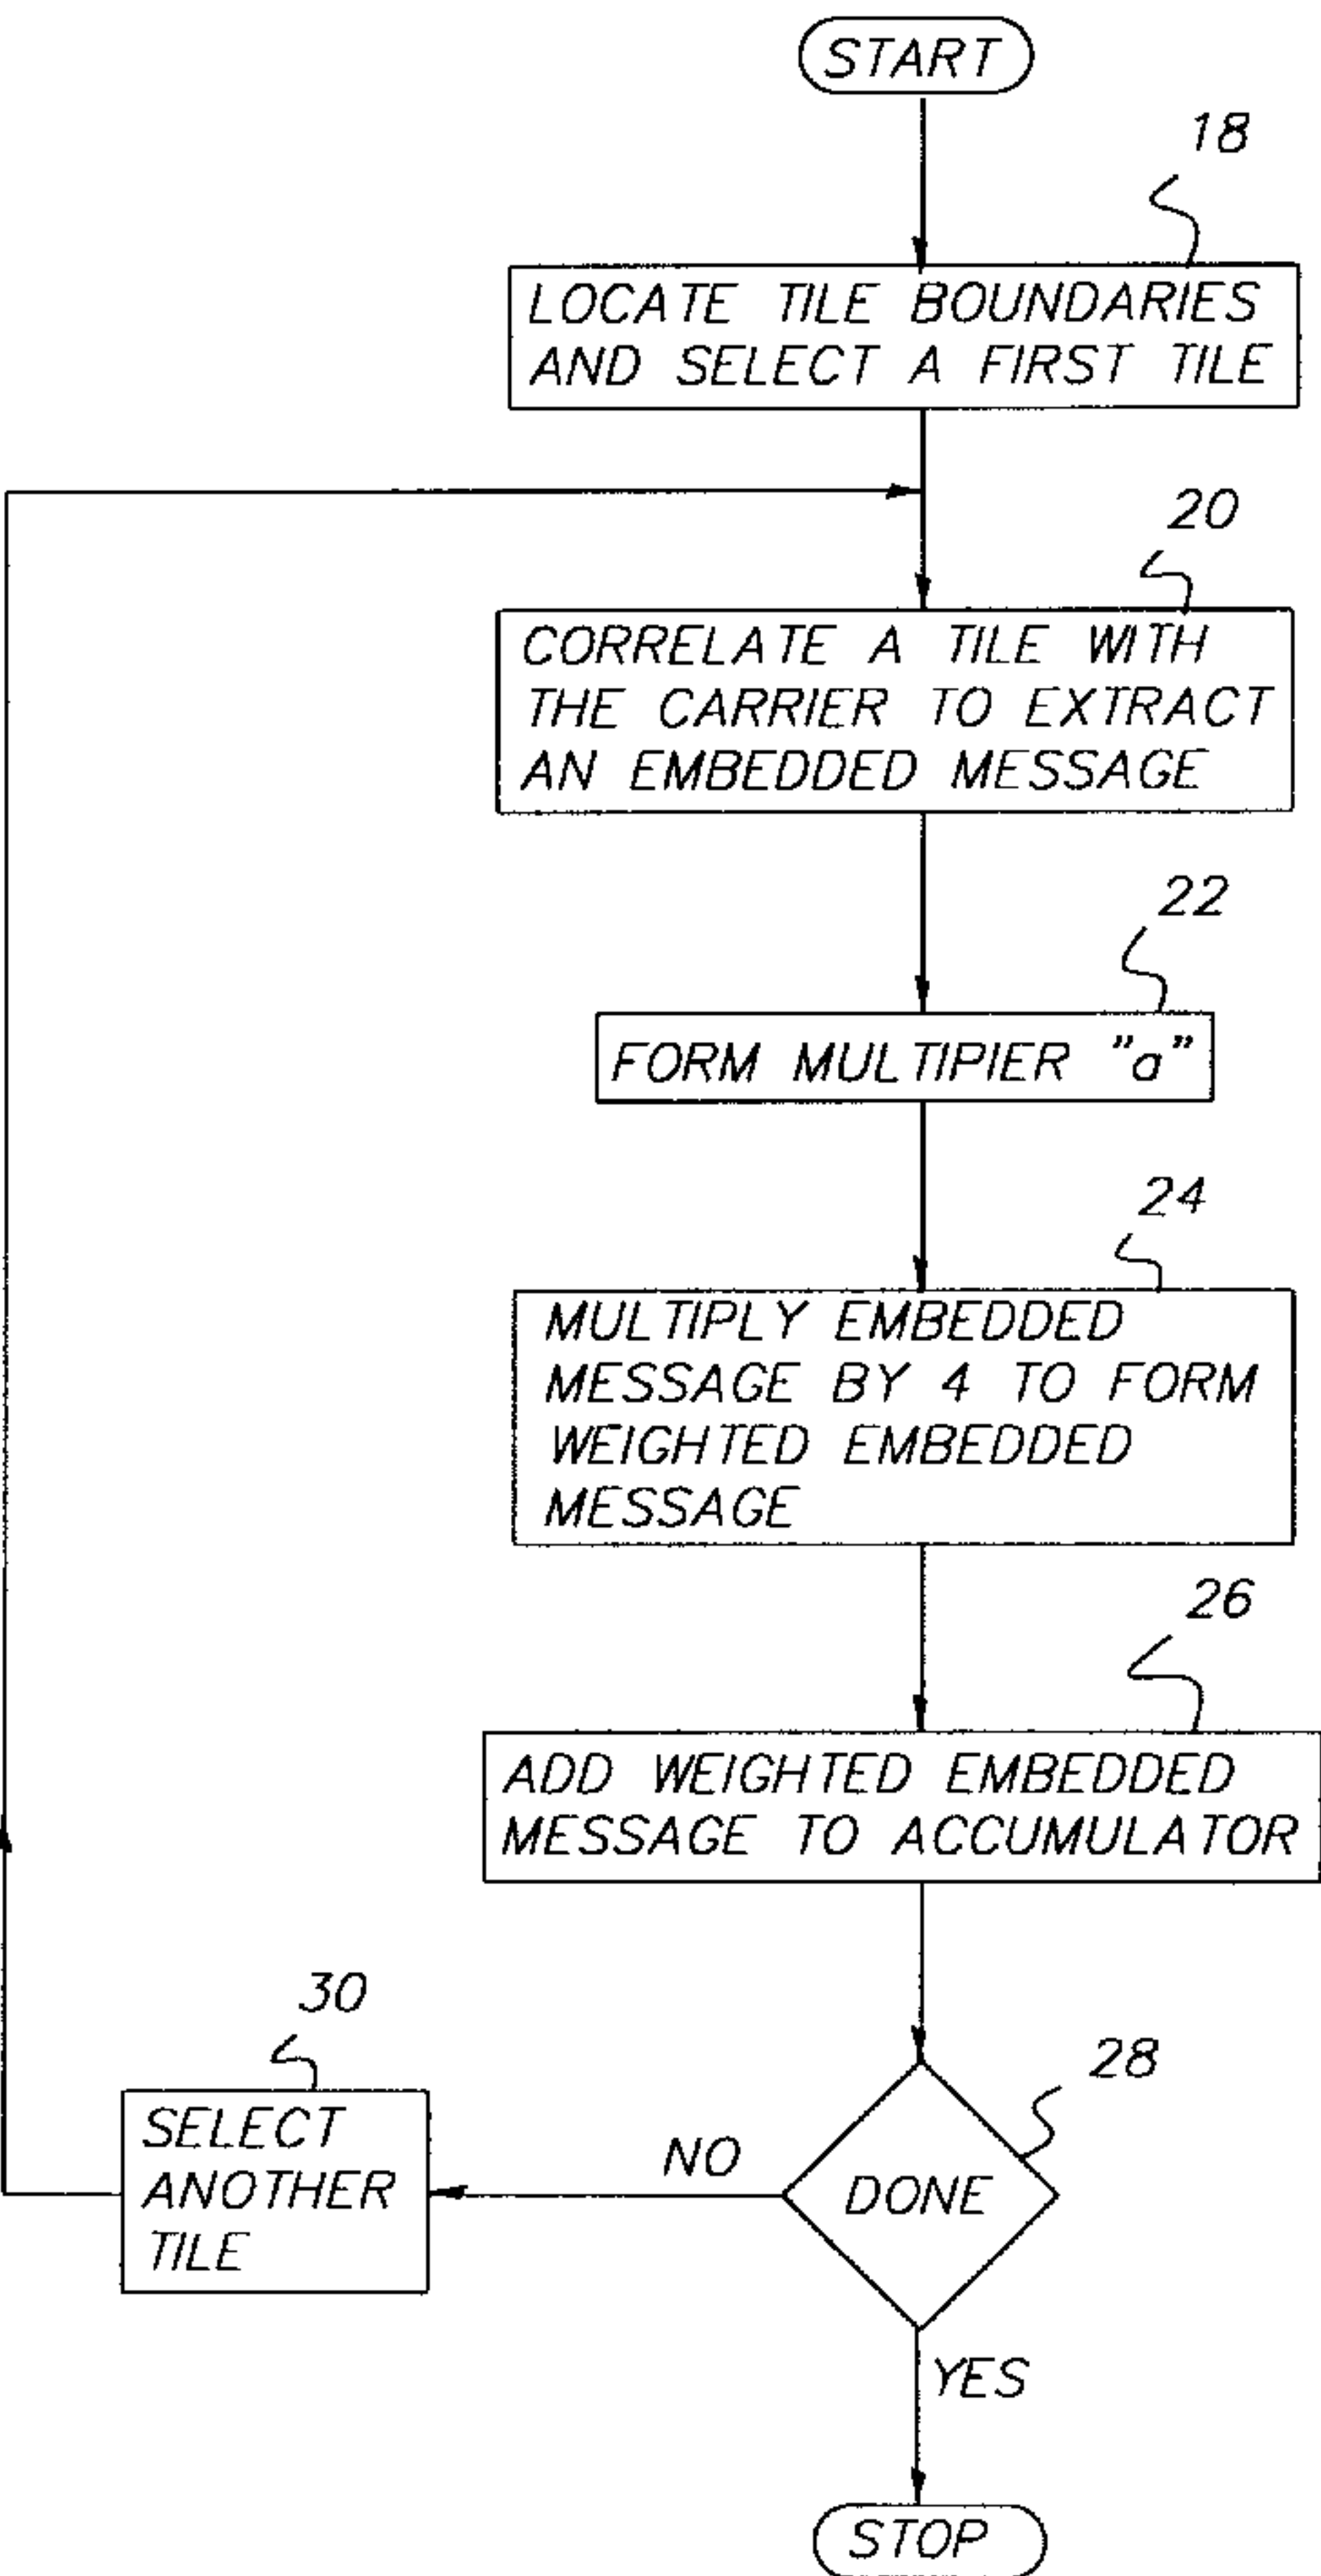 START
18
LOCATE TILE BOUNDARIES
AND SELECT A FIRST TILE
20
CORRELATE A TILE WITH
THE CARRIER TO EXTRACT
AN EMBEDDED MESSAGE
22
FORM MULTIPIER "a"
24
MULTIPLY EMBEDDED
MESSAGE BY 4 TO FORM
WEIGHTED EMBEDDED
MESSAGE
26
ADD WEIGHTED EMBEDDED
MESSAGE TO ACCUMULATOR
30
SELECT
ANOTHER
TILE
NO
28
DONE
YES
STOP